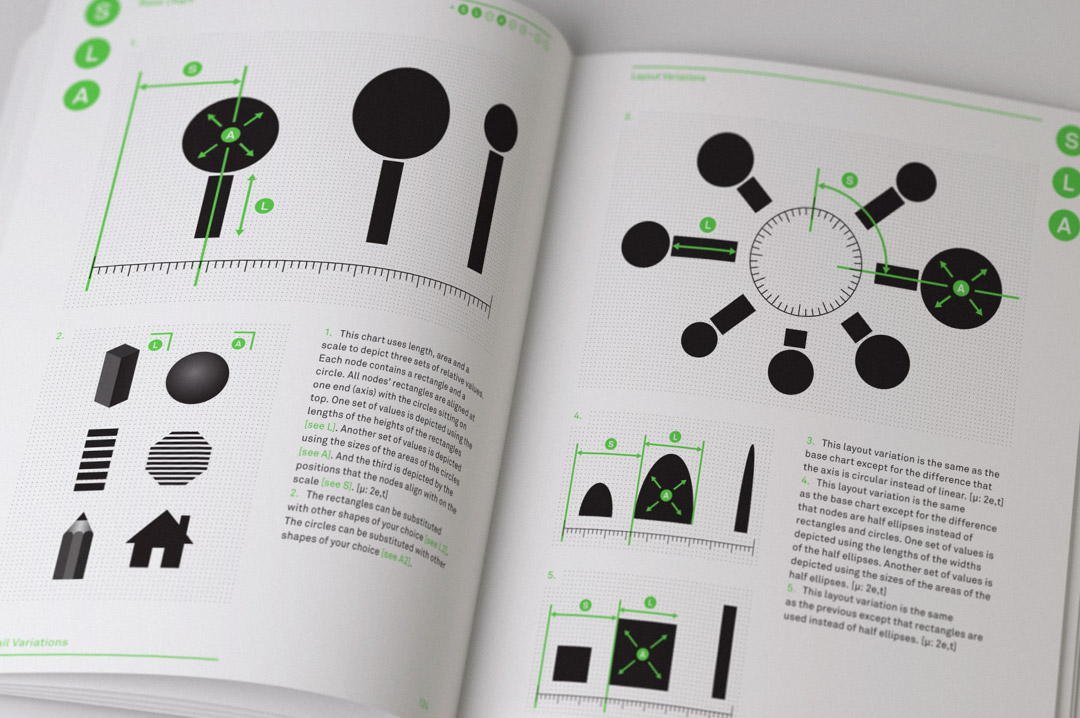 S
L
A
1.
S
A
L
2.
L
A
1. This chart uses length, area and a
scale to depict three sets of relative values.
Each node contains a rectangle and a
circle. All nodes' rectangles are aligned at
one end (axis) with the circles sitting on
top. One set of values is depicted using the
lengths of the heights of the rectangles
[see L]. Another set of values is depicted
using the sizes of the areas of the circles
[see A]. And the third is depicted by the
positions that the nodes align with on the
scale [see S]. [µ: 2e,t]
2. The rectangles can be substituted
with other shapes of your choice [see L2].
The circles can be substituted with other
shapes of your choice [see A2].
ail Variations
Layout Variations
S
L
A
3.
S
L
A
4.
S
L
A
5.
S
L
A
3. This layout variation is the same as the
base chart except for the difference that
the axis is circular instead of linear. [µ: 2e,t]
4. This layout variation is the same
as the base chart except for the difference
that nodes are half ellipses instead of
rectangles and circles. One set of values is
depicted using the lengths of the widths
of the half ellipses. Another set of values is
depicted using the sizes of the areas of the
half ellipses. [µ: 2e,t]
5. This layout variation is the same
as the previous except that rectangles are
used instead of half ellipses. [µ: 2e,t]